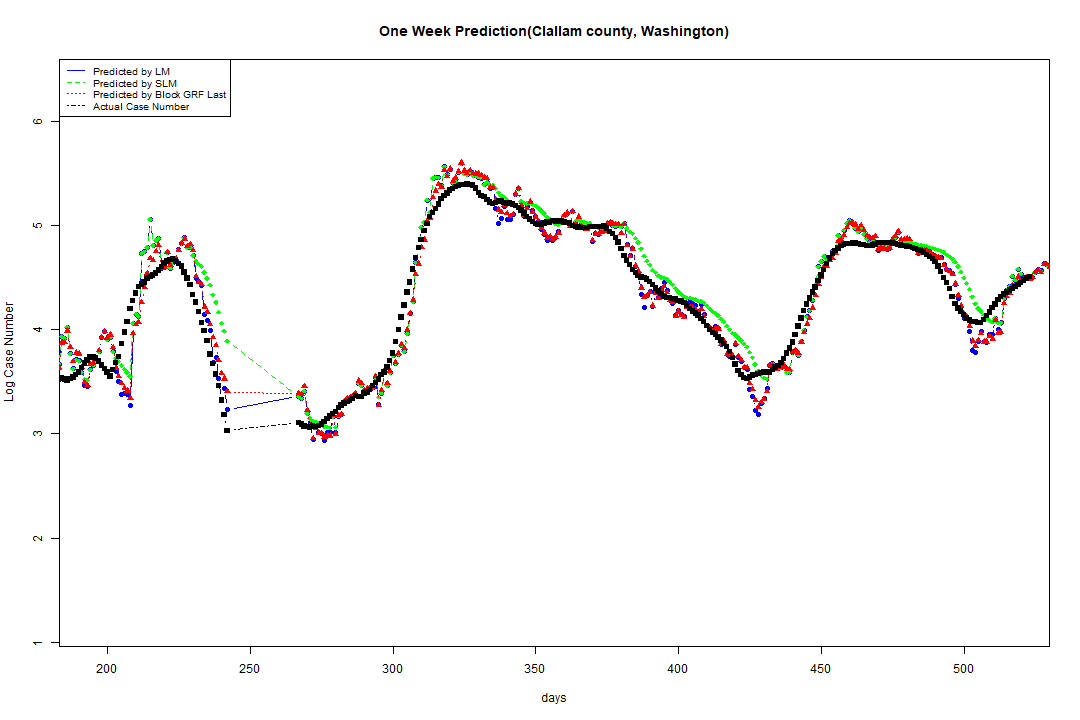 One Week Prediction(Clallam county, Washington)
Predicted by LM
Predicted by SLM
Predicted by Block GRF Last
Actual Case Number
6
5
4
3
2
1
Log Case Number
200 250 300 350 400 450 500
days